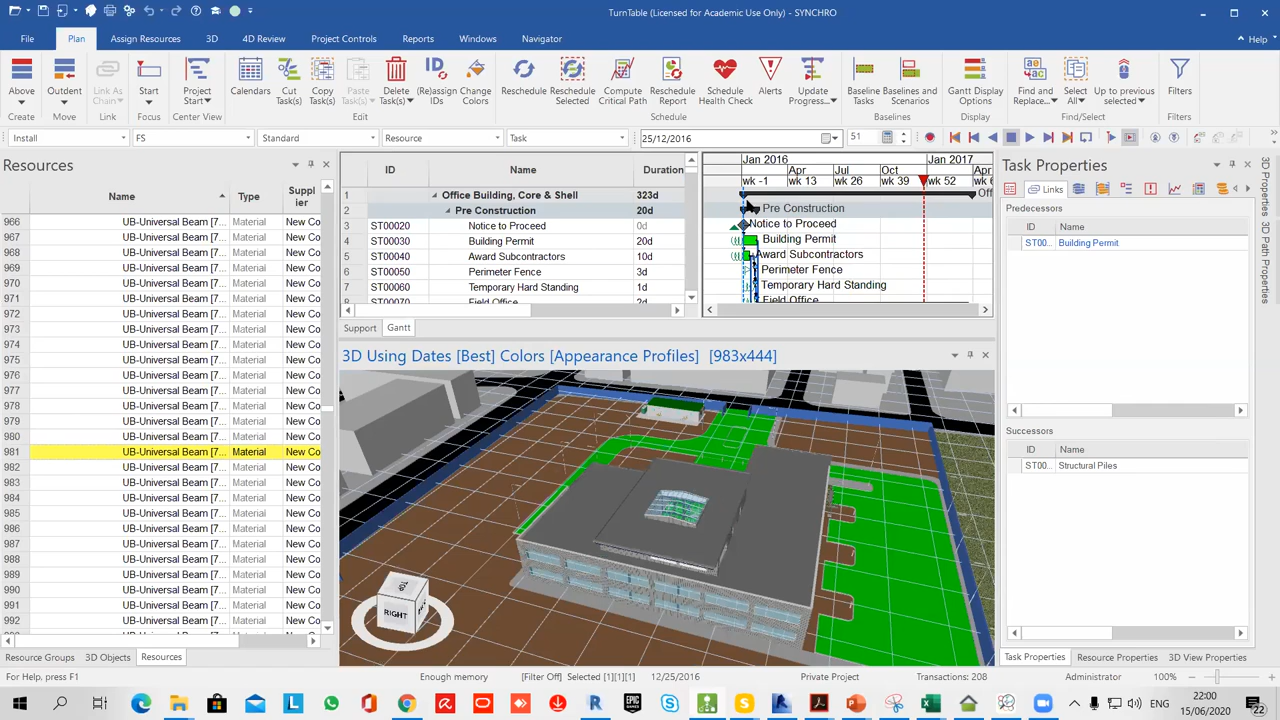 TurnTable (Licensed for Academic Use Only) - SYNCHRO
File Plan Assign Resources 3D 4D Review Project Controls Reports Windows Navigator Help
Above Outdent Link As Chain Start Project Start Calendars Cut Task(s) Copy Task(s) Paste Task(s) Delete Task(s) (Re)assign IDs Change Colors Reschedule Reschedule Selected Compute Critical Path Reschedule Report Schedule Health Check Alerts Update Progress... Baseline Tasks Baselines and Scenarios Gantt Display Options Find and Replace... Select All Up to previous selected Filters
Create Move Link Focus Center View Edit Schedule Baselines Display Find/Select Filters
Install FS Standard Resource Task 25/12/2016 51
Resources
Name Type Suppl ier
966 UB-Universal Beam [7... Material New Co
967 UB-Universal Beam [7... Material New Co
968 UB-Universal Beam [7... Material New Co
969 UB-Universal Beam [7... Material New Co
970 UB-Universal Beam [7... Material New Co
971 UB-Universal Beam [7... Material New Co
972 UB-Universal Beam [7... Material New Co
973 UB-Universal Beam [7... Material New Co
974 UB-Universal Beam [7... Material New Co
975 UB-Universal Beam [7... Material New Co
976 UB-Universal Beam [7... Material New Co
977 UB-Universal Beam [7... Material New Co
978 UB-Universal Beam [7... Material New Co
979 UB-Universal Beam [7... Material New Co
980 UB-Universal Beam [7... Material New Co
981 UB-Universal Beam [7... Material New Co
982 UB-Universal Beam [7... Material New Co
983 UB-Universal Beam [7... Material New Co
984 UB-Universal Beam [7... Material New Co
985 UB-Universal Beam [7... Material New Co
986 UB-Universal Beam [7... Material New Co
987 UB-Universal Beam [7... Material New Co
988 UB-Universal Beam [7... Material New Co
989 UB-Universal Beam [7... Material New Co
990 UB-Universal Beam [7... Material New Co
991 UB-Universal Beam [7... Material New Co
992 UB-Universal Beam [7... Material New Co
Resource Groups 3D Objects Resources
ID Name Duration
1 Office Building, Core & Shell 323d
2 Pre Construction 20d
3 ST00020 Notice to Proceed 0d
4 ST00030 Building Permit 20d
5 ST00040 Award Subcontractors 10d
6 ST00050 Perimeter Fence 3d
7 ST00060 Temporary Hard Standing 1d
8 ST00070 Field Office 2d
Support Gantt
Jan 2016 Jan 2017
Apr Jul Oct Apr
wk -1 wk 13 wk 26 wk 39 wk 52
Pre Construction
Notice to Proceed
Building Permit
Award Subcontractors
Perimeter Fence
Temporary Hard Standing
Field Office
3D Using Dates [Best] Colors [Appearance Profiles] [983x444]
TOP
RIGHT
Task Properties
Links
Predecessors
ID Name
ST00... Building Permit
Successors
ID Name
ST00... Structural Piles
Task Properties Resource Properties 3D View Properties
3D Properties
Task Properties
For Help, press F1 Enough memory [Filter Off] Selected [1][1][1] 12/25/2016 Private Project Transactions: 208 Administrator 100%
ENG 22:00
15/06/2020
22